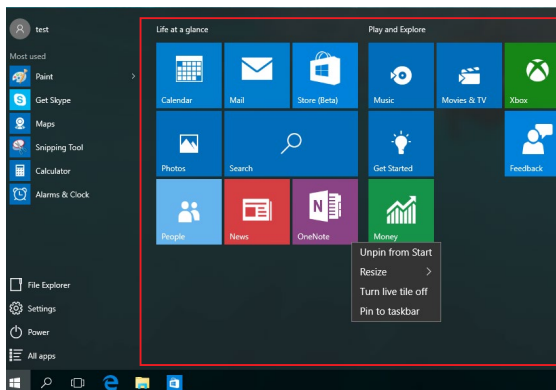 test
Most used
Paint
Get Skype
Maps
Snipping Tool
Calculator
Alarms & Clock
File Explorer
Settings
Power
All apps
Life at a glance
Play and Explore
Calendar
Mail
Store (Beta)
Music
Movies & TV
Xbox
Photos
Search
Get Started
Feedback
People
News
OneNote
Money
Unpin from Start
Resize
Turn live tile off
Pin to taskbar